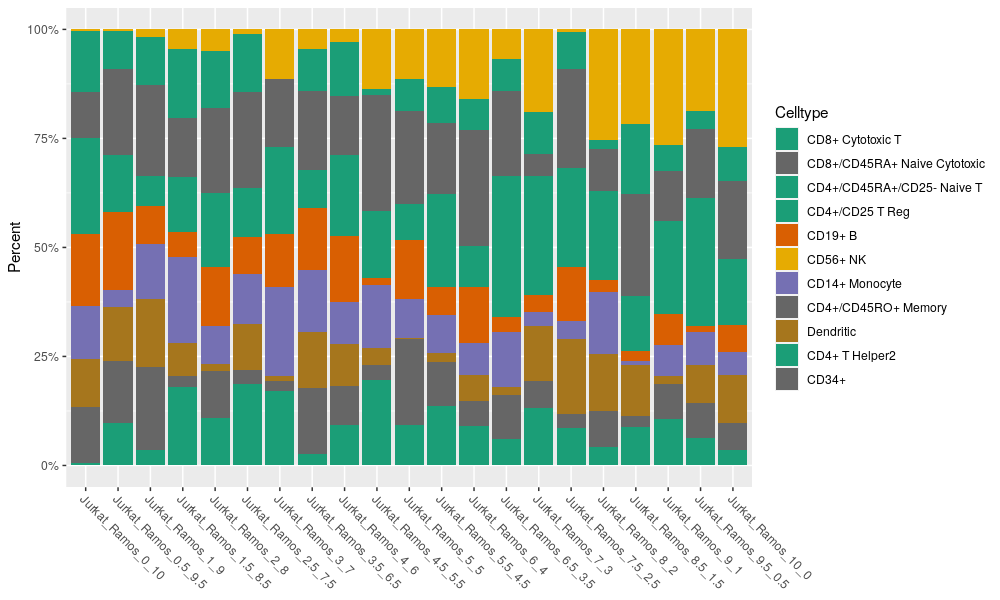 100%
75%
50%
25%
0%
Percent
Jurkat_Ramos_0_10
Jurkat_Ramos_0.5_9.5
Jurkat_Ramos_1_9
Jurkat_Ramos_1.5_8.5
Jurkat_Ramos_2_8
Jurkat_Ramos_2.5_7.5
Jurkat_Ramos_3_7
Jurkat_Ramos_3.5_6.5
Jurkat_Ramos_4_6
Jurkat_Ramos_4.5_5.5
Jurkat_Ramos_5_5
Jurkat_Ramos_5.5_4.5
Jurkat_Ramos_6_4
Jurkat_Ramos_6.5_3.5
Jurkat_Ramos_7_3
Jurkat_Ramos_7.5_2.5
Jurkat_Ramos_8_2
Jurkat_Ramos_8.5_1.5
Jurkat_Ramos_9_1
Jurkat_Ramos_9.5_0.5
Jurkat_Ramos_10_0
Celltype
CD8+ Cytotoxic T
CD8+/CD45RA+ Naive Cytotoxic
CD4+/CD45RA+/CD25- Naive T
CD4+/CD25 T Reg
CD19+ B
CD56+ NK
CD14+ Monocyte
CD4+/CD45RO+ Memory
Dendritic
CD4+ T Helper2
CD34+